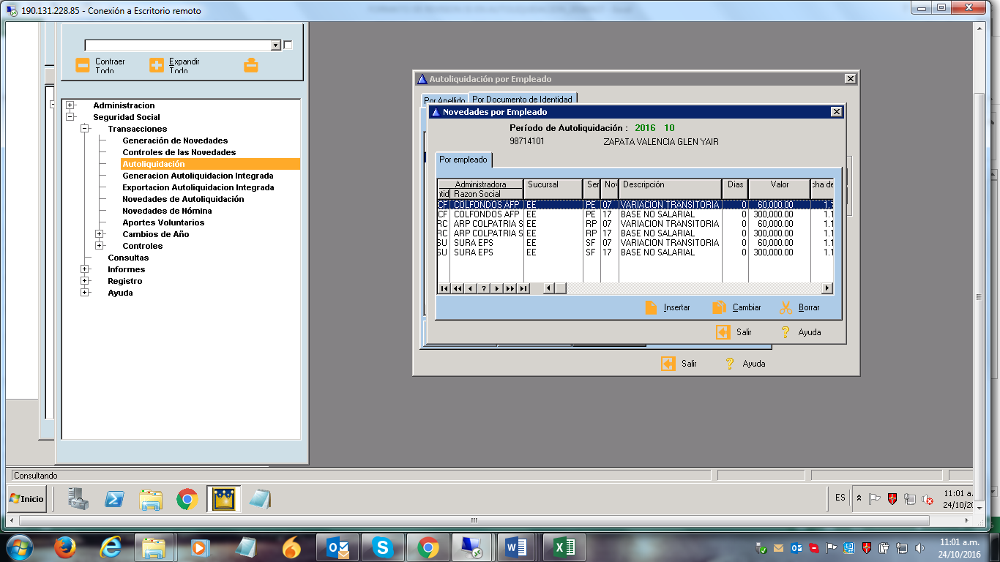 190.131.228.85 - Conexión a Escritorio remoto
Contraer Todo
Expandir Todo
Administracion
Seguridad Social
Transacciones
Generación de Novedades
Controles de las Novedades
Autoliquidación
Generacion Autoliquidacion Integrada
Exportacion Autoliquidacion Integrada
Novedades de Autoliquidación
Novedades de Nómina
Aportes Voluntarios
Cambios de Año
Controles
Consultas
Informes
Registro
Ayuda
Autoliquidación por Empleado
Por Apellido Por Documento de Identidad
Novedades por Empleado
Período de Autoliquidación : 2016 10
98714101 ZAPATA VALENCIA GLEN YAIR
Por empleado
Administradora Sucursal Ser Nov Descripción Dias Valor cha de
ntid Razon Social
CF COLFONDOS AFP EE PE 07 VARIACION TRANSITORIA 0 60,000.00 1.1
CF COLFONDOS AFP EE PE 17 BASE NO SALARIAL 0 300,000.00 1.1
RC ARP COLPATRIA S EE RP 07 VARIACION TRANSITORIA 0 60,000.00 1.1
RC ARP COLPATRIA S EE RP 17 BASE NO SALARIAL 0 300,000.00 1.1
SU SURA EPS EE SF 07 VARIACION TRANSITORIA 0 60,000.00 1.1
SU SURA EPS EE SF 17 BASE NO SALARIAL 0 300,000.00 1.1
Insertar Cambiar Borrar
Salir Ayuda
Salir Ayuda
Consultando
Inicio
ES
11:01 a.
24/10/20
11:01 a.m.
24/10/2016